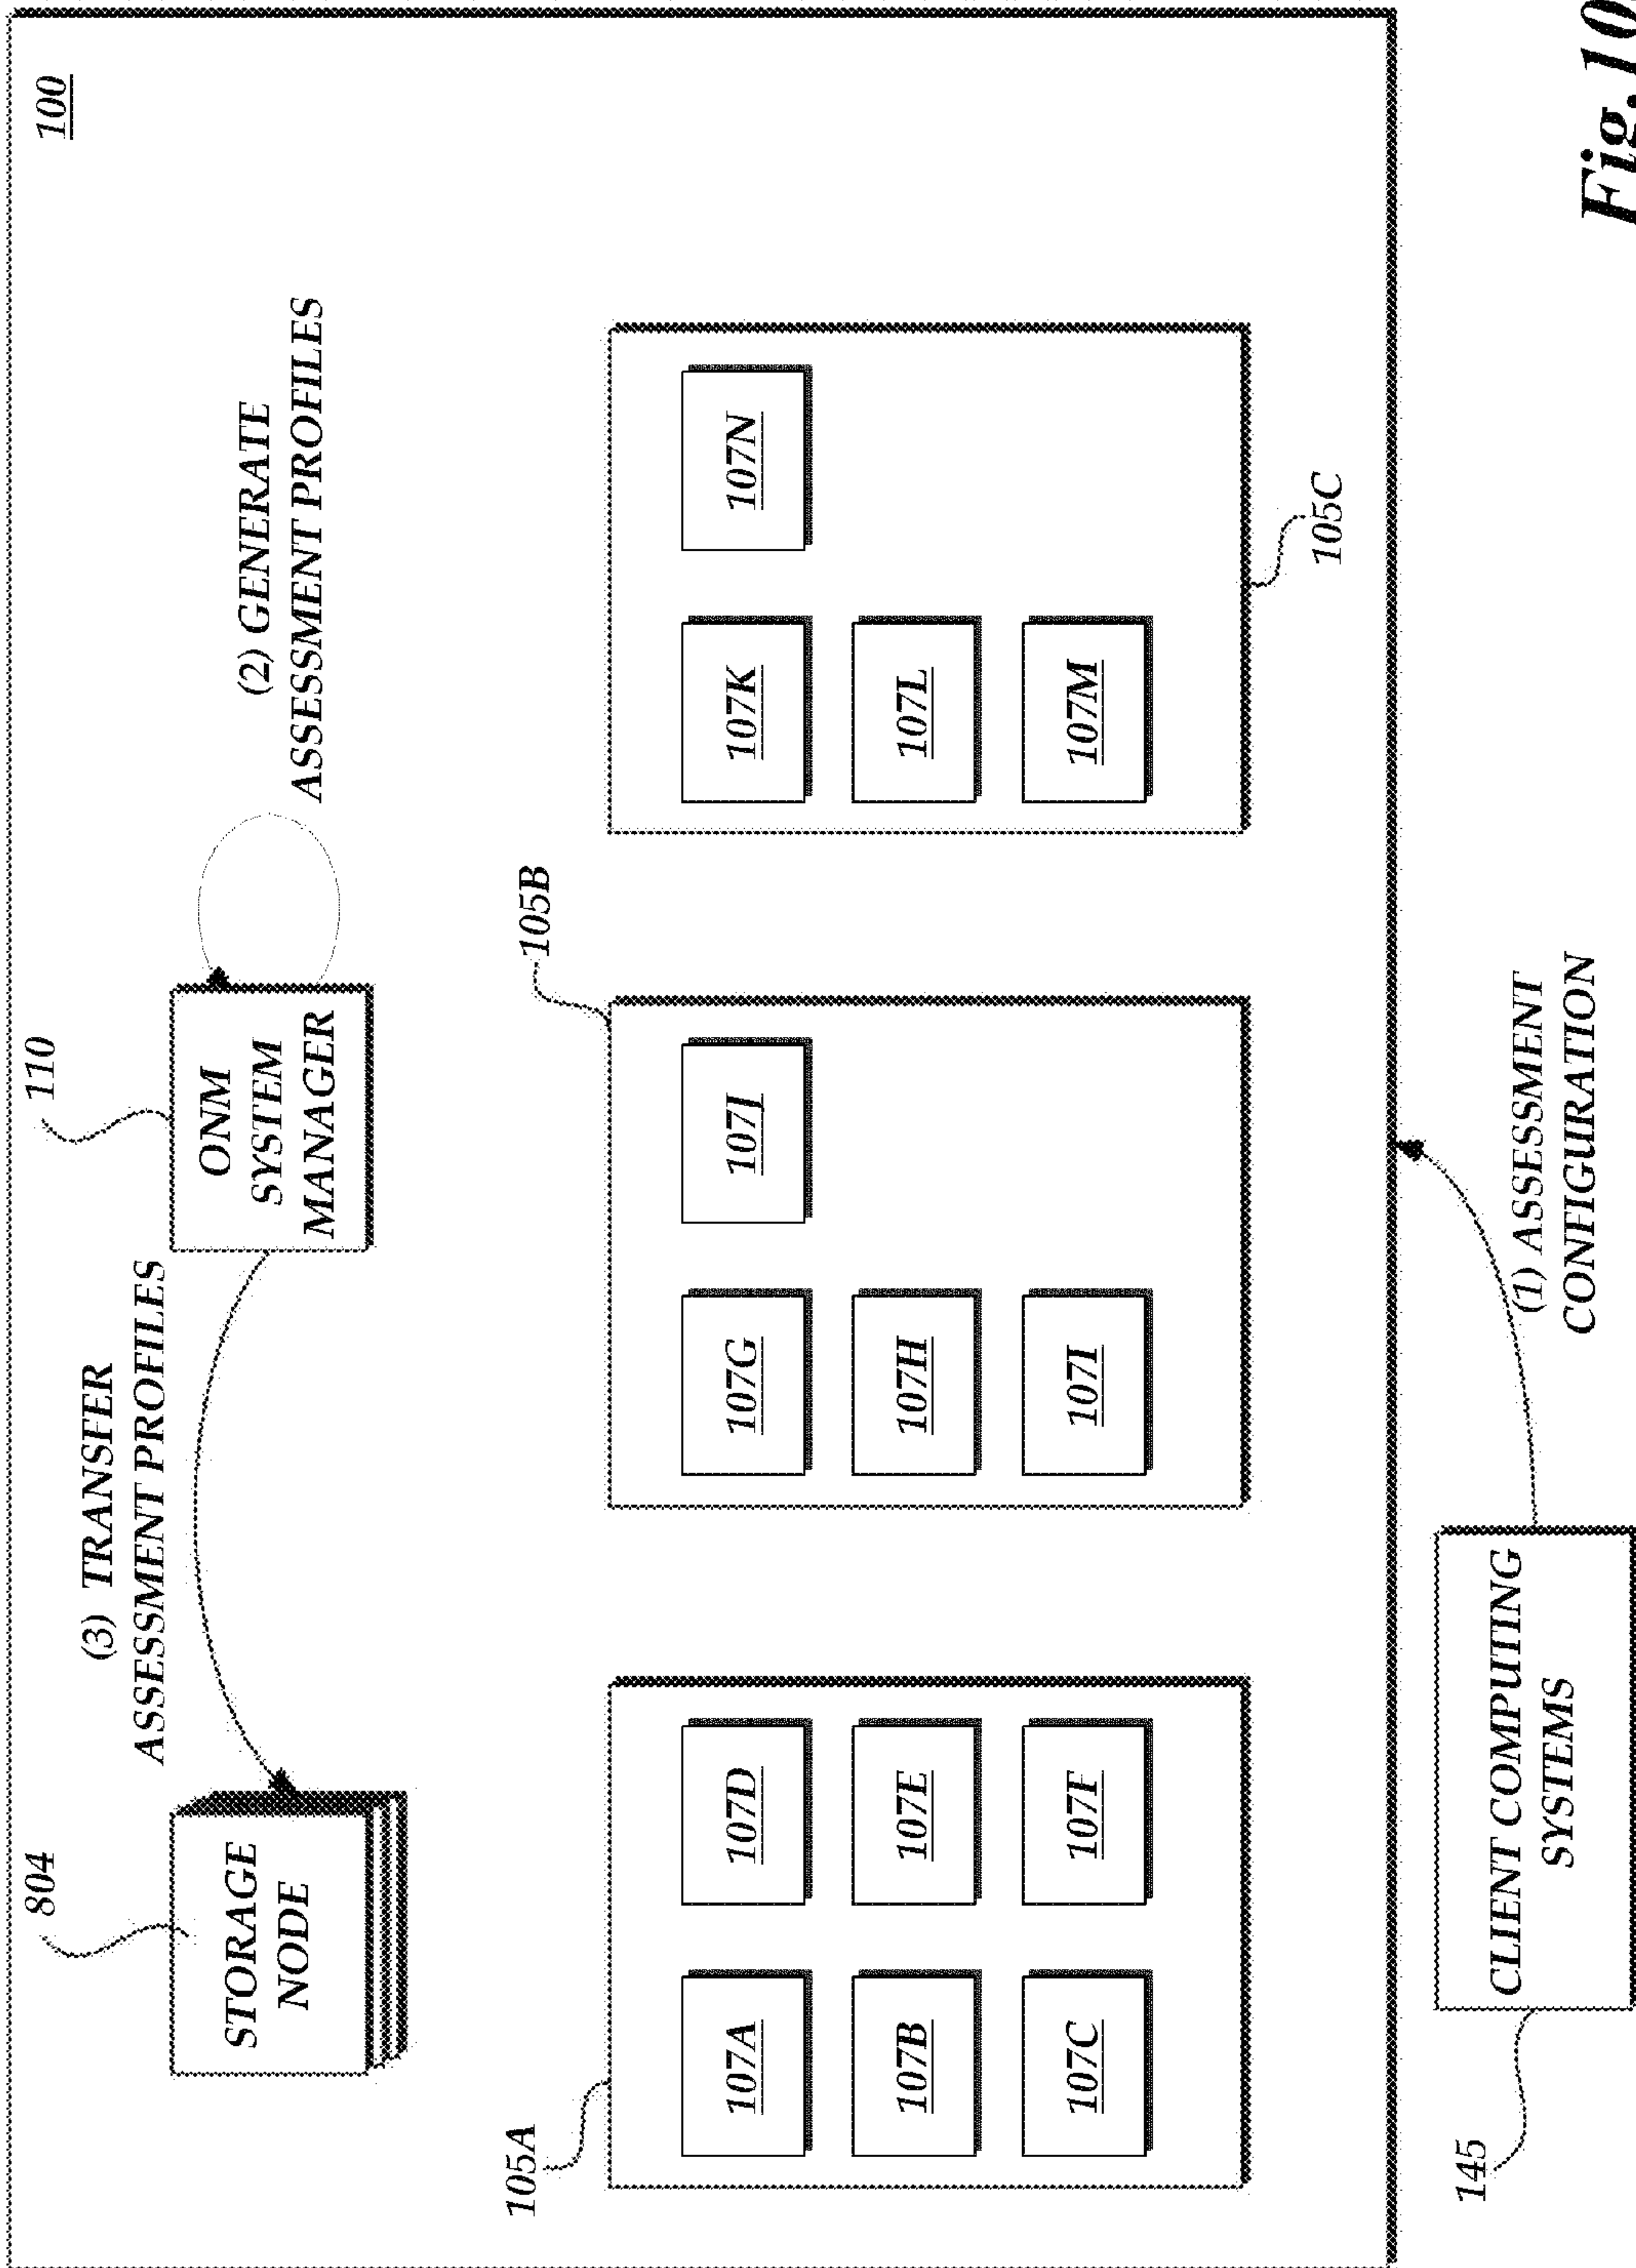 100
804
110
(3) TRANSFER
ASSESSMENT PROFILES
(2) GENERATE
ASSESSMENT PROFILES
STORAGE
NODE
ONM
SYSTEM
MANAGER
105A
105B
107A
107D
107G
107J
107K
107N
107B
107E
107H
107L
107C
107F
107I
107M
105C
145
CLIENT COMPUTING
SYSTEMS
(1) ASSESSMENT
CONFIGURATION
Fig.10